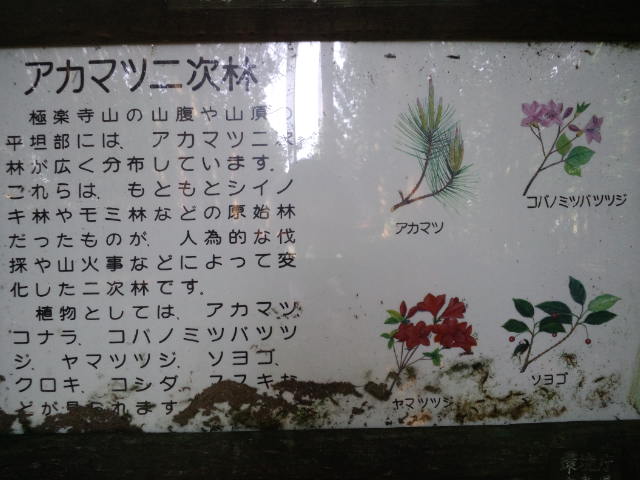 アカマツ二次林
極楽寺山の山腹や山頂の
平坦部には、アカマツ二次
林が広く分布しています。
これらは、もともとシイノ
キ林やモミ林などの原始林
だったものが、人為的な伐
採や山火事などによって変
化した二次林です。
植物としては、アカマツ
コナラ、コバノミツバツツ
ジ、ヤマツツジ、ソヨゴ、
クロキ、コシダ、ススキな
どが見られます
アカマツ
コバノミツバツツジ
ヤマツツジ
ソヨゴ
環境庁